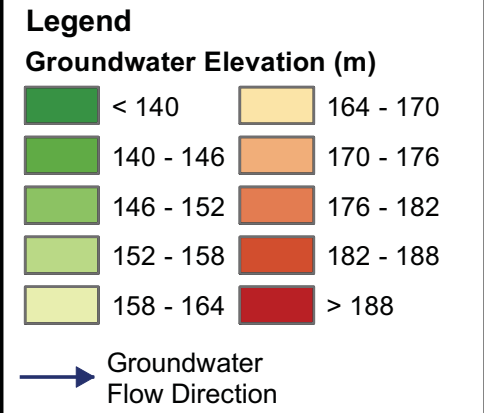 Legend
Groundwater Elevation (m)
< 140
140 - 146
146 - 152
152 - 158
158 - 164
164 - 170
170 - 176
176 - 182
182 - 188
> 188
Groundwater
Flow Direction